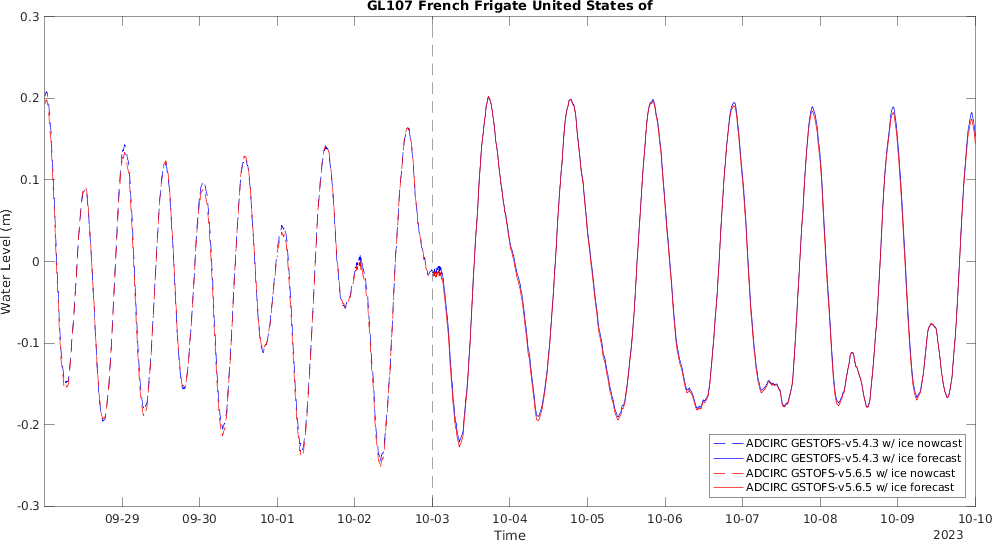 GL107 French Frigate United States of
0.3
0.2
0.1
0
-0.1
-0.2
-0.3
Water Level (m)
ADCIRC GESTOFS-v5.4.3 w/ ice nowcast
ADCIRC GESTOFS-v5.4.3 w/ ice forecast
ADCIRC GSTOFS-v5.6.5 w/ ice nowcast
ADCIRC GSTOFS-v5.6.5 w/ ice forecast
09-29 09-30 10-01 10-02 10-03 10-04 10-05 10-06 10-07 10-08 10-09 10-10
Time 2023